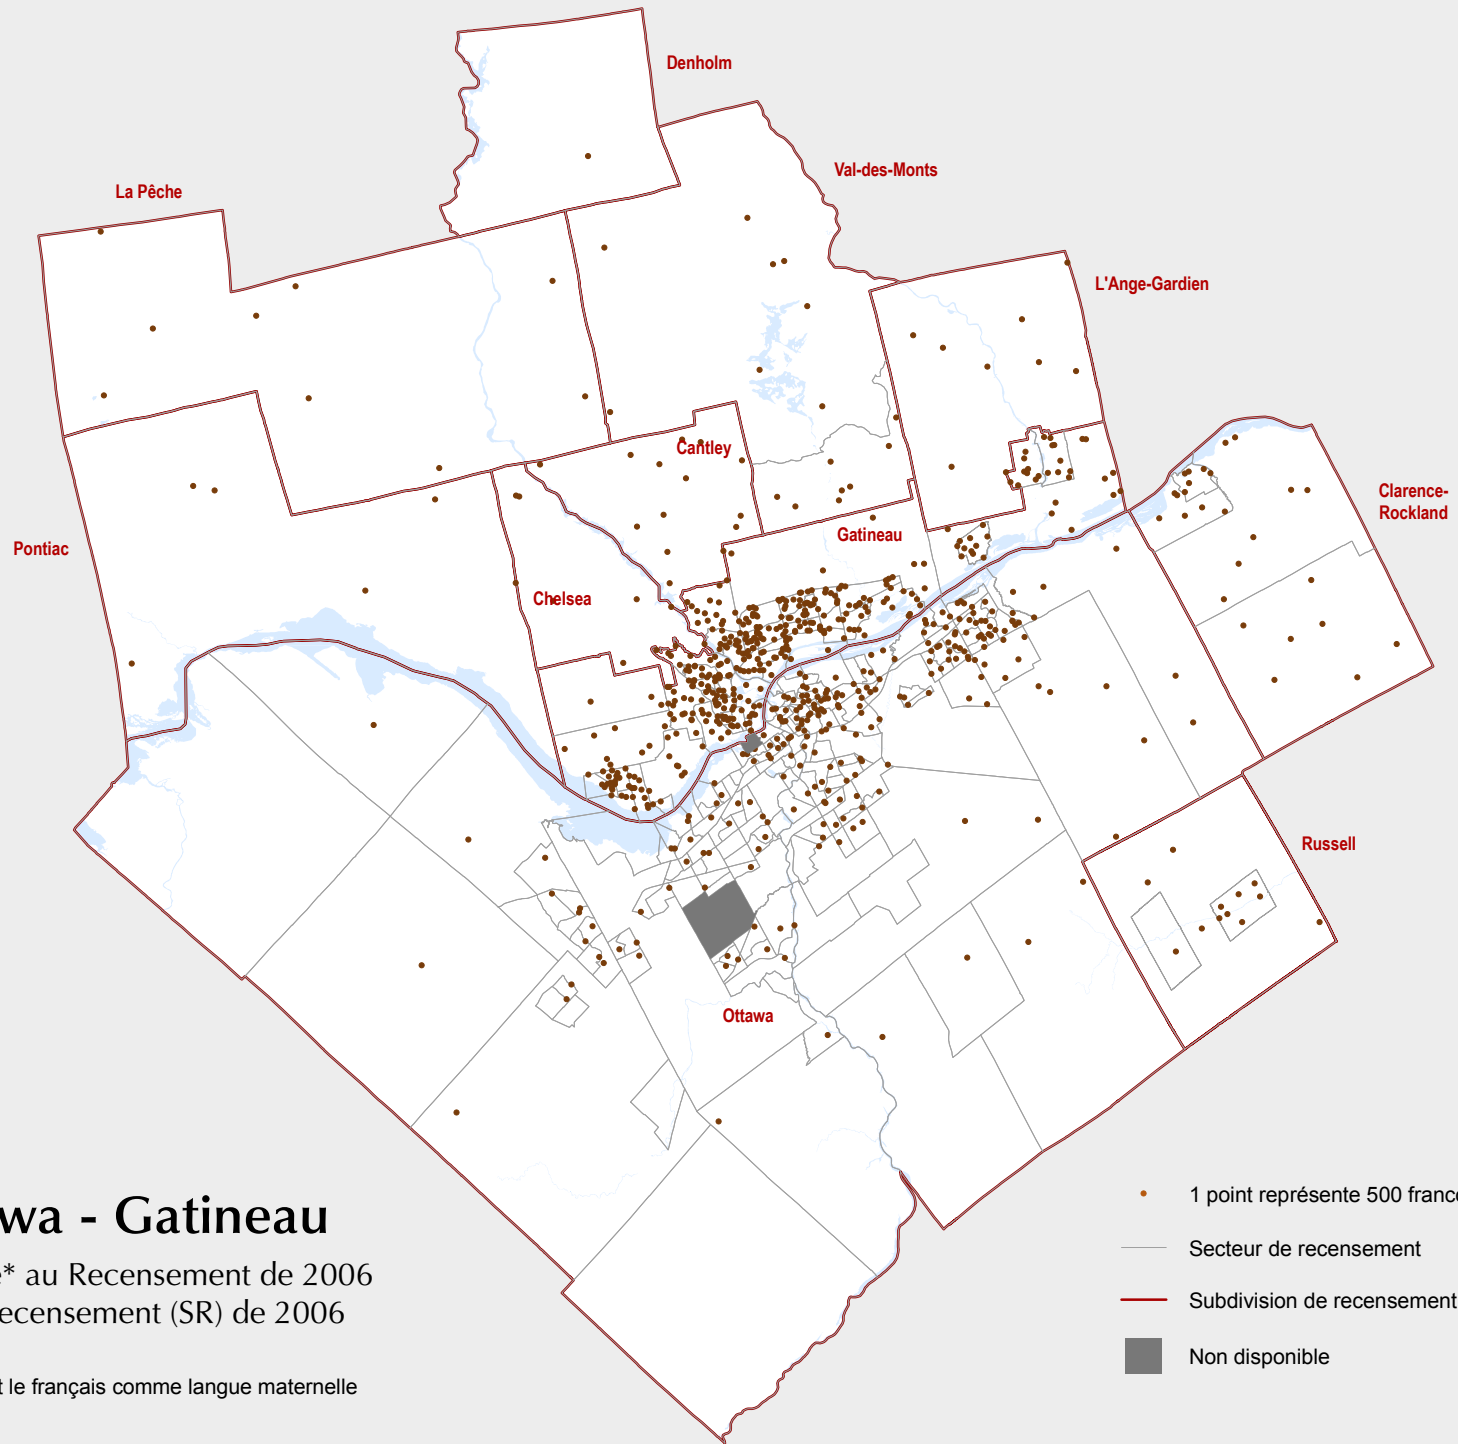 Denholm
Val-des-Monts
La Pêche
L'Ange-Gardien
Cantley
Clarence-
Rockland
Gatineau
Pontiac
Chelsea
Russell
Ottawa
wa - Gatineau
* au Recensement de 2006
ecensement (SR) de 2006
t le français comme langue maternelle
1 point représente 500 franco
Secteur de recensement
Subdivision de recensement
Non disponible